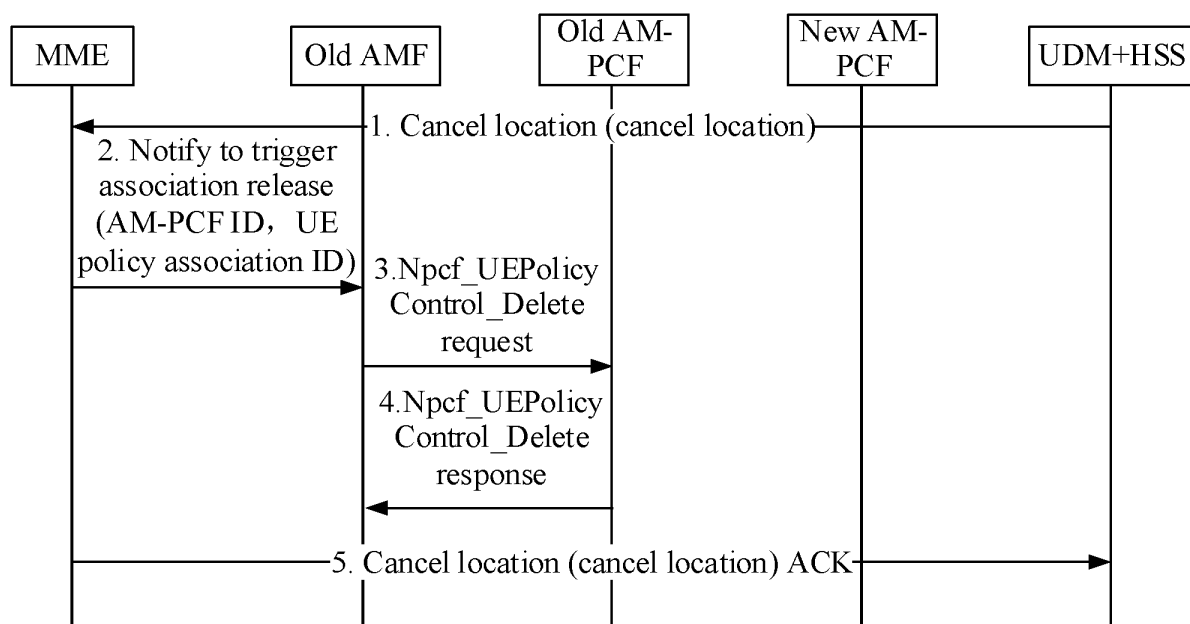 MME
Old AMF
Old AM-
PCF
New AM-
PCF
UDM+HSS
1. Cancel location (cancel location)
2. Notify to trigger
association release
(AM-PCF ID，UE
policy association ID)
3.Npcf_UEPolicy
Control_Delete
request
4.Npcf_UEPolicy
Control_Delete
response
5. Cancel location (cancel location) ACK